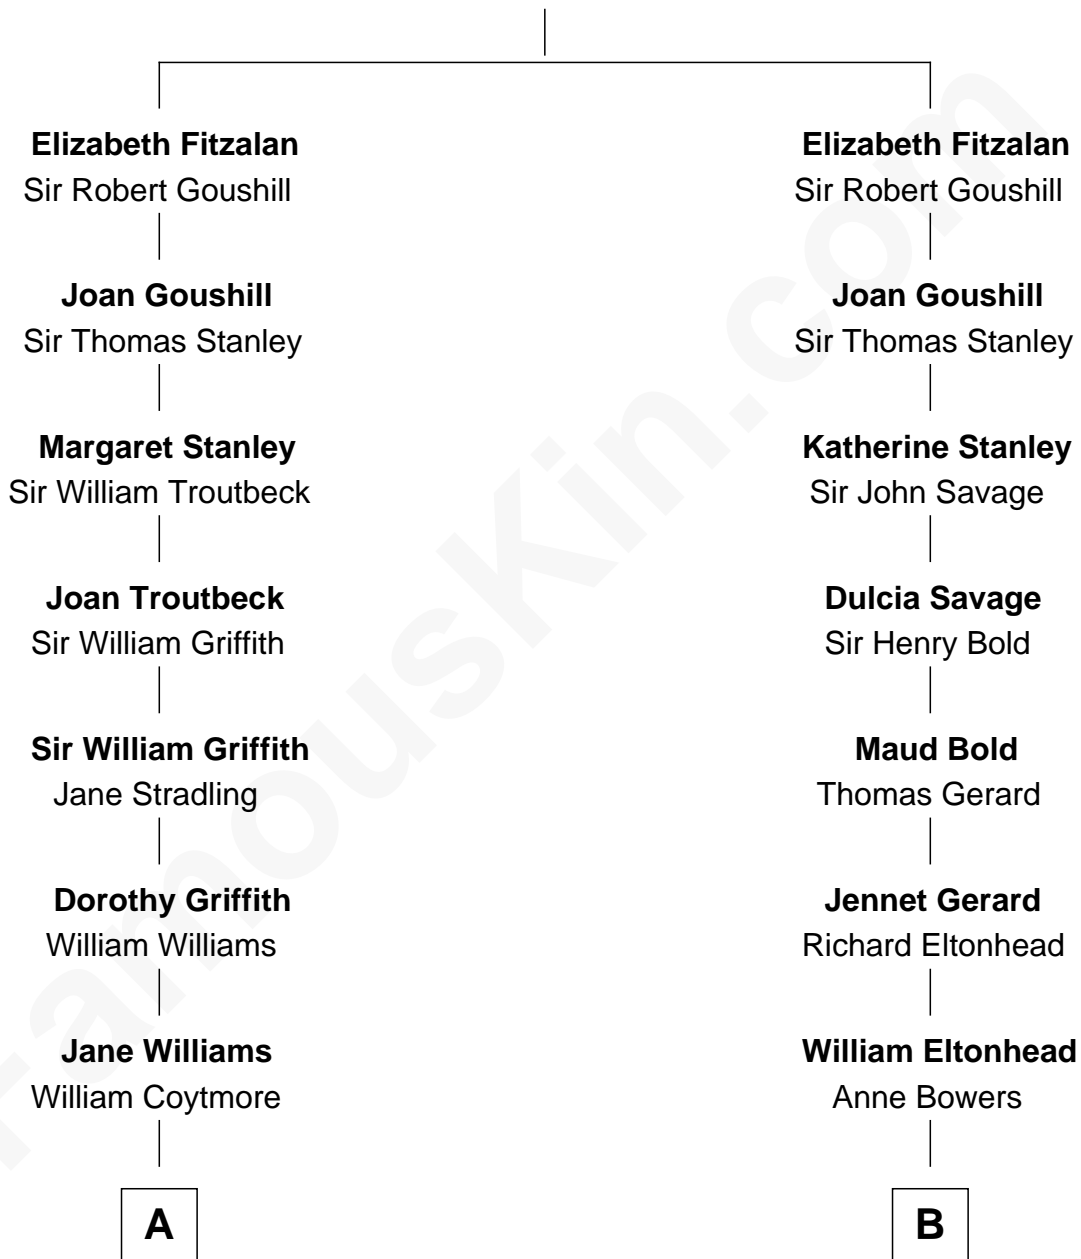 Elizabeth Fitzalan
Sir Robert Goushill
Joan Goushill
Sir Thomas Stanley
Margaret Stanley
Sir William Troutbeck
Joan Troutbeck
Sir William Griffith
Sir William Griffith
Jane Stradling
Dorothy Griffith
William Williams
Jane Williams
William Coytmore
A
Elizabeth Fitzalan
Sir Robert Goushill
Joan Goushill
Sir Thomas Stanley
Katherine Stanley
Sir John Savage
Dulcia Savage
Sir Henry Bold
Maud Bold
Thomas Gerard
Jennet Gerard
Richard Eltonhead
William Eltonhead
Anne Bowers
B
FamousKin.com